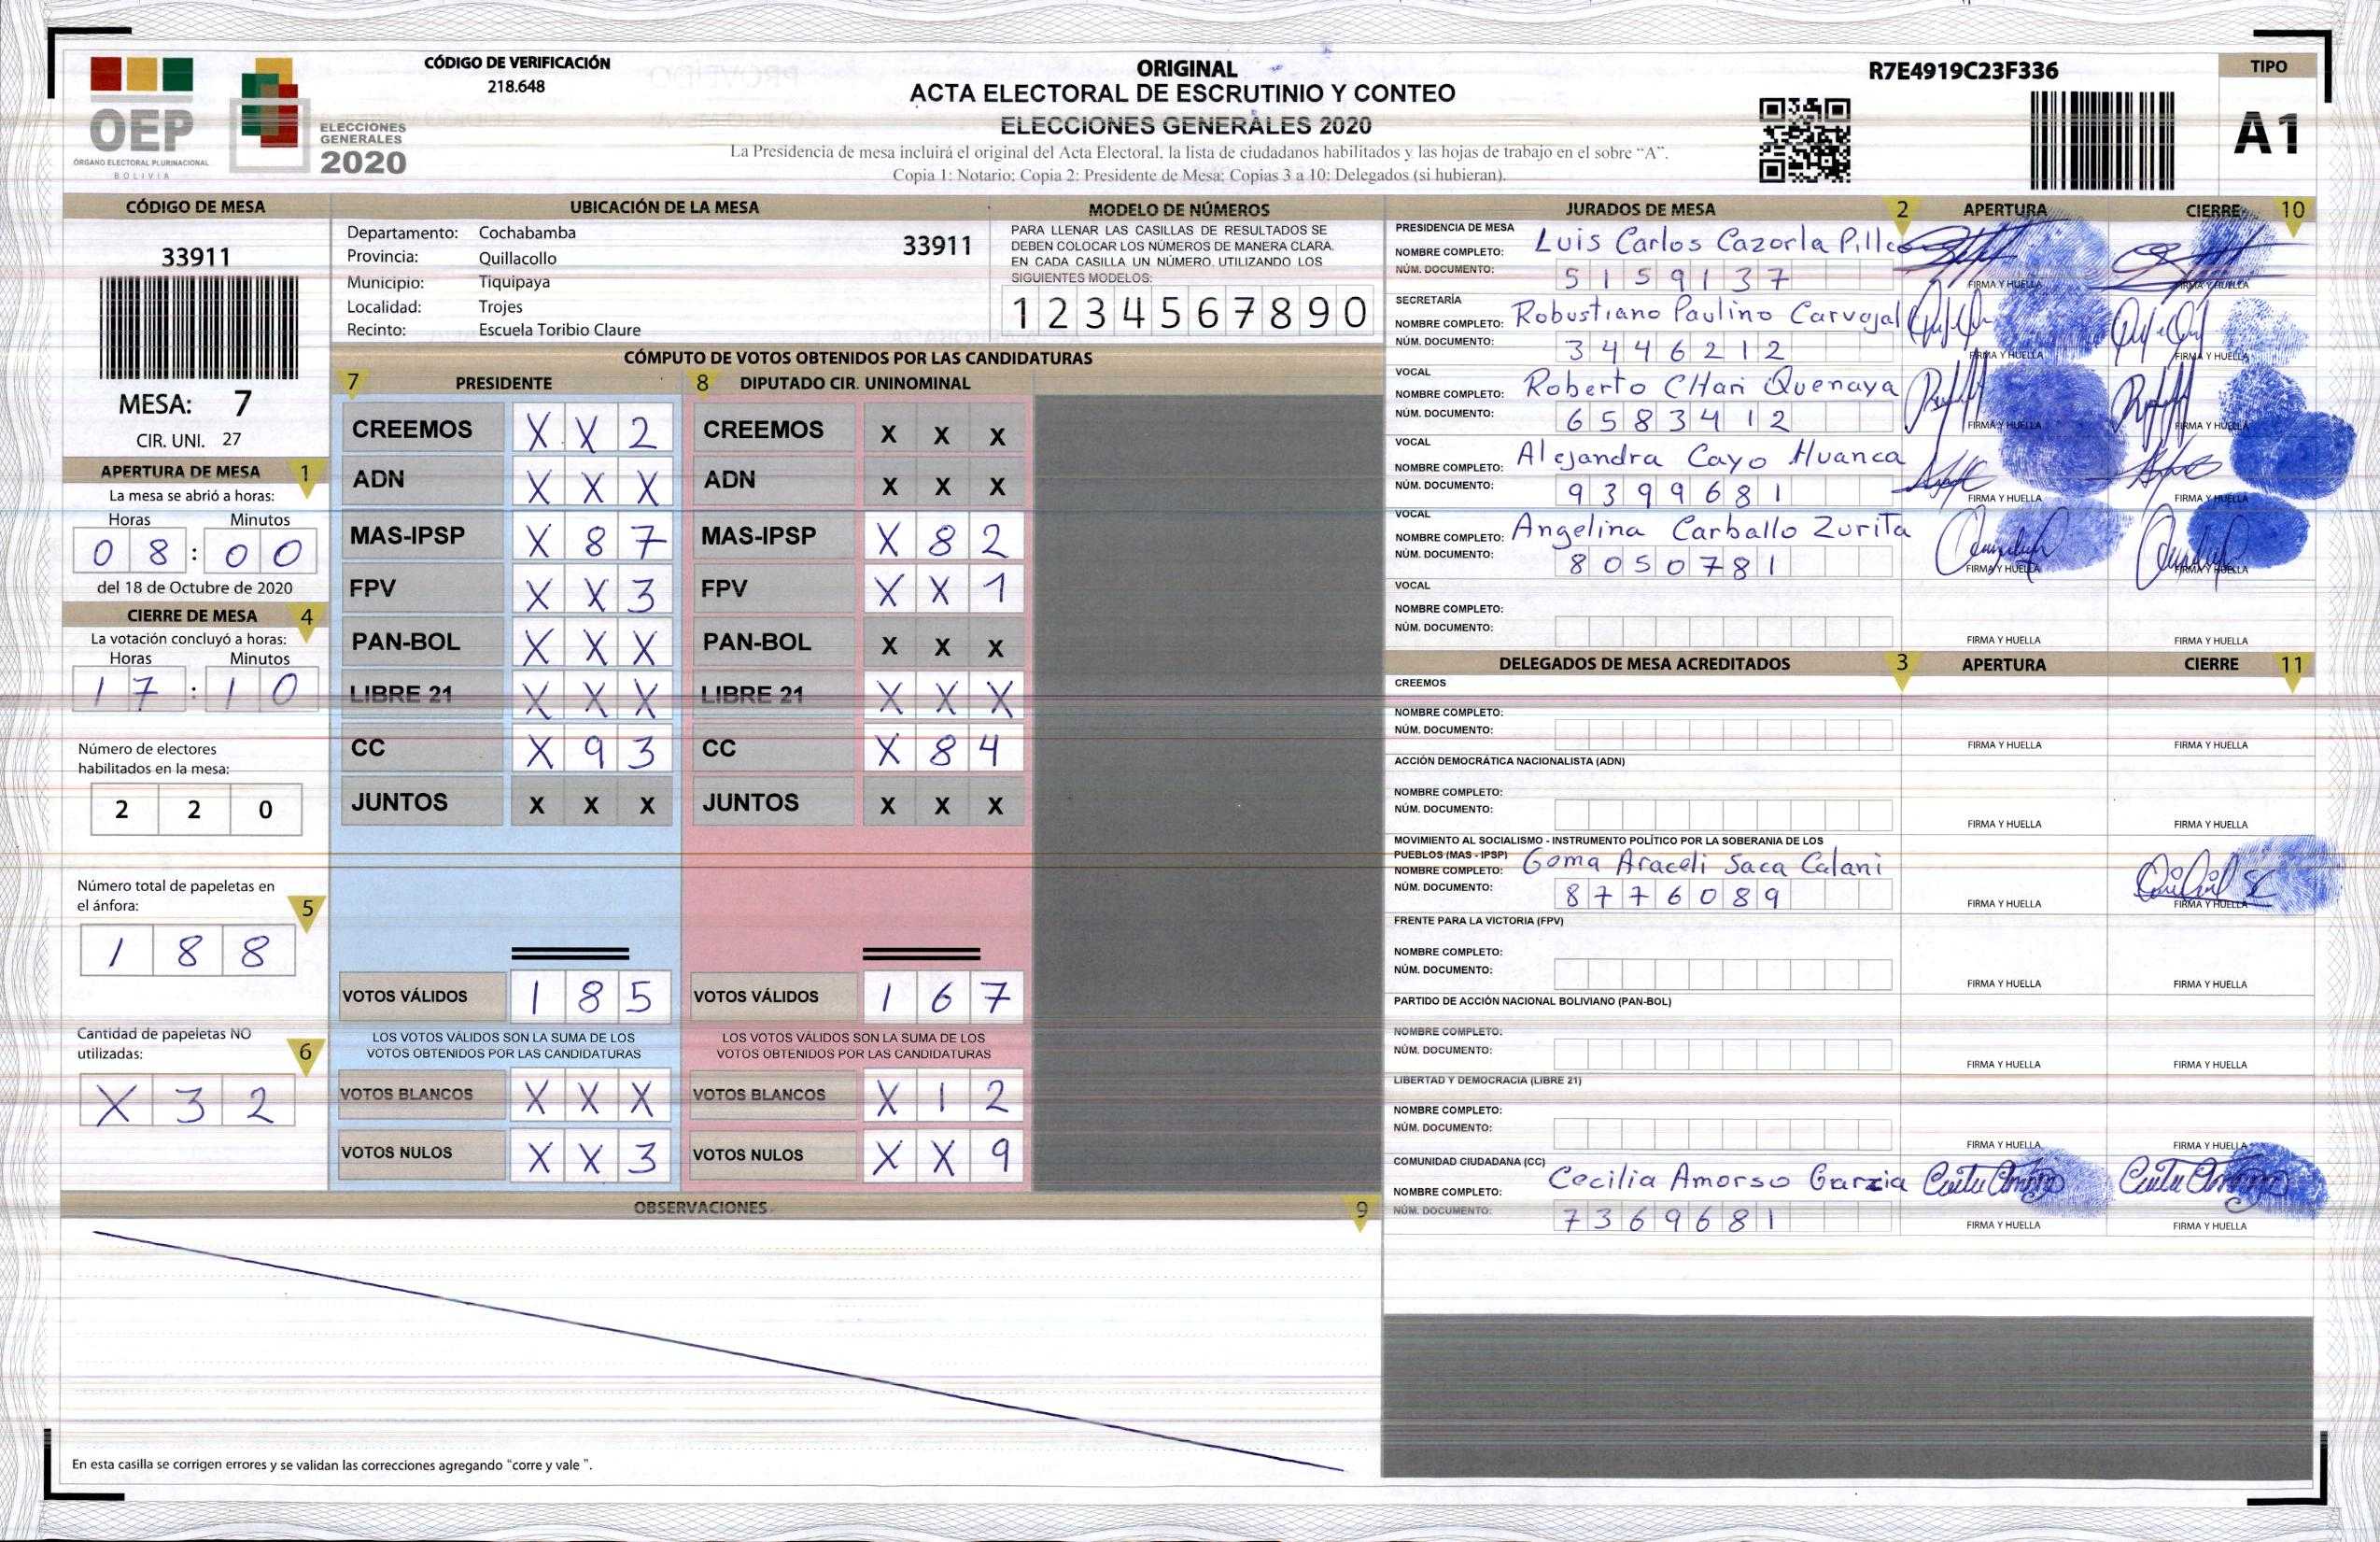 OEP
ÓRGANO ELECTORAL PLURINACIONAL
BOLIVIA
ELECCIONES
GENERALES
2020
CÓDIGO DE VERIFICACIÓN
218.648
ORIGINAL
ACTA ELECTORAL DE ESCRUTINIO Y CONTEO
ELECCIONES GENERALES 2020
La Presidencia de mesa incluirá el original del Acta Electoral, la lista de ciudadanos habilitados y las hojas de trabajo en el sobre “A”.
Copia 1: Notario; Copia 2: Presidente de Mesa; Copias 3 a 10: Delegados (si hubieran).
R7E4919C23F336
TIPO
A1
CÓDIGO DE MESA
33911
MESA: 7
CIR. UNI. 27
APERTURA DE MESA 1
La mesa se abrió a horas:
Horas Minutos
08:00
del 18 de Octubre de 2020
CIERRE DE MESA 4
La votación concluyó a horas:
Horas Minutos
17:10
Número de electores
habilitados en la mesa:
2 2 0
Número total de papeletas en
el ánfora: 5
1 8 8
Cantidad de papeletas NO
utilizadas: 6
X 3 2
UBICACIÓN DE LA MESA
Departamento: Cochabamba
Provincia: Quillacollo
Municipio: Tiquipaya
Localidad: Trojes
Recinto: Escuela Toribio Claure
33911
MODELO DE NÚMEROS
PARA LLENAR LAS CASILLAS DE RESULTADOS SE
DEBEN COLOCAR LOS NÚMEROS DE MANERA CLARA.
EN CADA CASILLA UN NÚMERO. UTILIZANDO LOS
SIGUIENTES MODELOS:
1 2 3 4 5 6 7 8 9 0
CÓMPUTO DE VOTOS OBTENIDOS POR LAS CANDIDATURAS
7 PRESIDENTE 8 DIPUTADO CIR. UNINOMINAL
CREEMOS X X 2 CREEMOS X X X
ADN X X X ADN X X X
MAS-IPSP X 8 7 MAS-IPSP X 8 2
FPV X X 3 FPV X X 1
PAN-BOL X X X PAN-BOL X X X
LIBRE 21 X X X LIBRE 21 X X X
CC X 9 3 CC X 8 4
JUNTOS X X X JUNTOS X X X
VOTOS VÁLIDOS 1 8 5 VOTOS VÁLIDOS 1 6 7
LOS VOTOS VÁLIDOS SON LA SUMA DE LOS LOS VOTOS VÁLIDOS SON LA SUMA DE LOS
VOTOS OBTENIDOS POR LAS CANDIDATURAS VOTOS OBTENIDOS POR LAS CANDIDATURAS
VOTOS BLANCOS X X X VOTOS BLANCOS X 1 2
VOTOS NULOS X X 3 VOTOS NULOS X X 9
OBSERVACIONES 9
En esta casilla se corrigen errores y se validan las correcciones agregando “corre y vale ”.
JURADOS DE MESA 2 APERTURA CIERRE 10
PRESIDENCIA DE MESA
NOMBRE COMPLETO: Luis Carlos Cazorla Pillco
NÚM. DOCUMENTO: 5159137
FIRMA Y HUELLA FIRMA Y HUELLA
SECRETARÍA
NOMBRE COMPLETO: Robustiano Paulino Carvajal
NÚM. DOCUMENTO: 3446212
FIRMA Y HUELLA FIRMA Y HUELLA
VOCAL
NOMBRE COMPLETO: Roberto CHari Quenaya
NÚM. DOCUMENTO: 6583412
FIRMA Y HUELLA FIRMA Y HUELLA
VOCAL
NOMBRE COMPLETO: Alejandra Cayo Huanca
NÚM. DOCUMENTO: 9399681
FIRMA Y HUELLA FIRMA Y HUELLA
VOCAL
NOMBRE COMPLETO: Angelina Carballo Zurita
NÚM. DOCUMENTO: 8050781
FIRMA Y HUELLA FIRMA Y HUELLA
VOCAL
NOMBRE COMPLETO:
NÚM. DOCUMENTO:
FIRMA Y HUELLA FIRMA Y HUELLA
DELEGADOS DE MESA ACREDITADOS 3 APERTURA CIERRE 11
CREEMOS
NOMBRE COMPLETO:
NÚM. DOCUMENTO:
FIRMA Y HUELLA FIRMA Y HUELLA
ACCIÓN DEMOCRÁTICA NACIONALISTA (ADN)
NOMBRE COMPLETO:
NÚM. DOCUMENTO:
FIRMA Y HUELLA FIRMA Y HUELLA
MOVIMIENTO AL SOCIALISMO - INSTRUMENTO POLÍTICO POR LA SOBERANIA DE LOS
PUEBLOS (MAS - IPSP)
NOMBRE COMPLETO: Goma Araceli Saca Calani
NÚM. DOCUMENTO: 8776089
FIRMA Y HUELLA FIRMA Y HUELLA
FRENTE PARA LA VICTORIA (FPV)
NOMBRE COMPLETO:
NÚM. DOCUMENTO:
FIRMA Y HUELLA FIRMA Y HUELLA
PARTIDO DE ACCIÓN NACIONAL BOLIVIANO (PAN-BOL)
NOMBRE COMPLETO:
NÚM. DOCUMENTO:
FIRMA Y HUELLA FIRMA Y HUELLA
LIBERTAD Y DEMOCRACIA (LIBRE 21)
NOMBRE COMPLETO:
NÚM. DOCUMENTO:
FIRMA Y HUELLA FIRMA Y HUELLA
COMUNIDAD CIUDADANA (CC)
NOMBRE COMPLETO: Cecilia Amorso Garzia
NÚM. DOCUMENTO: 7369681
FIRMA Y HUELLA FIRMA Y HUELLA